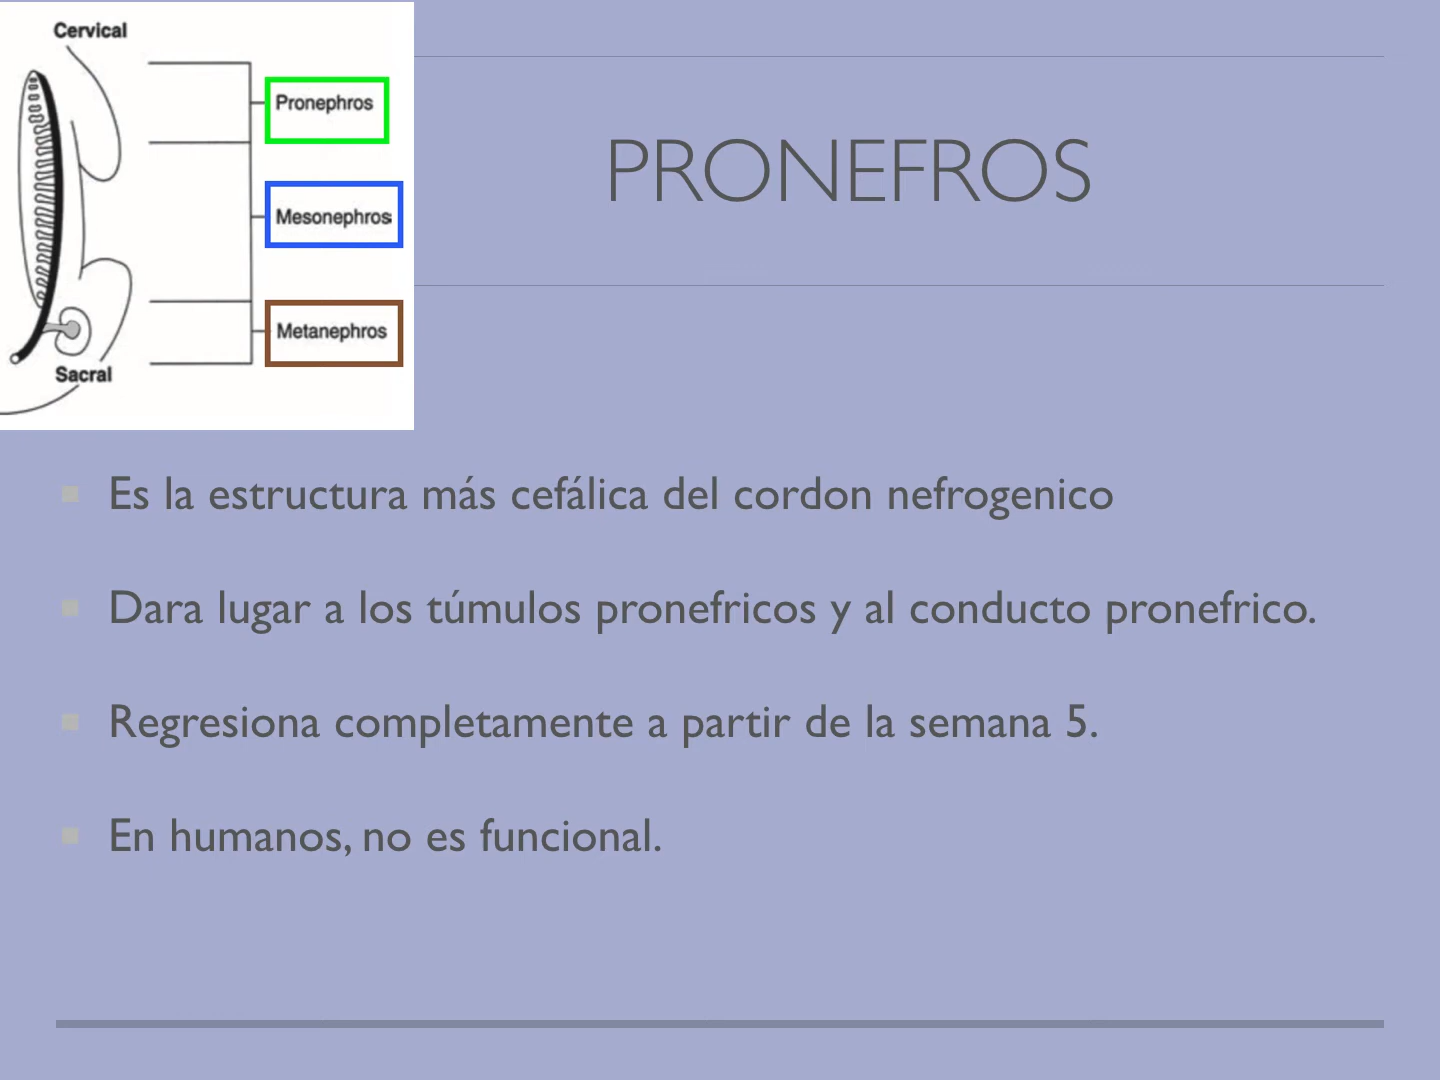 Cervical
Pronephros
Mesonephros
Metanephros
Sacral
PRONEFROS
Es la estructura más cefálica del cordon nefrogenico
Dara lugar a los túmulos pronefricos y al conducto pronefrico.
Regresiona completamente a partir de la semana 5.
En humanos, no es funcional.